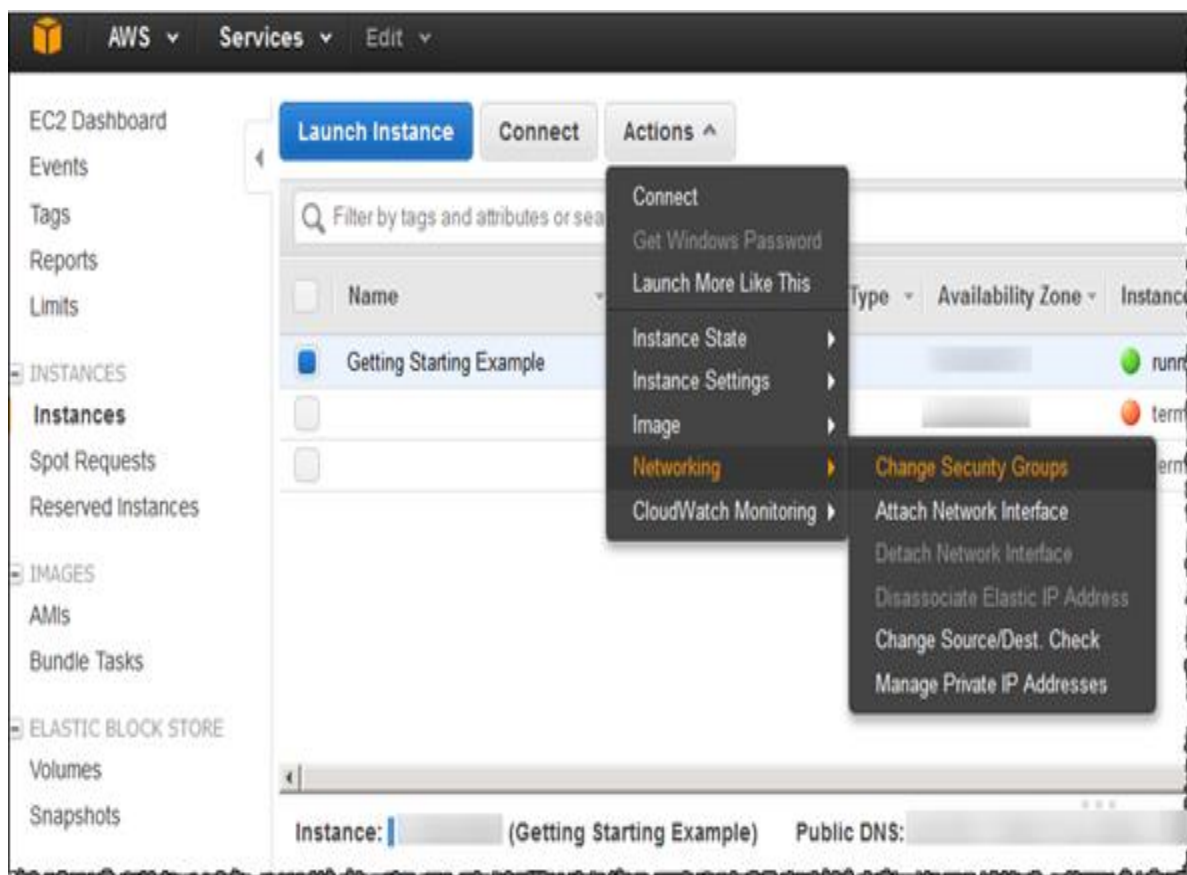 AWS Services Edit
EC2 Dashboard
Events
Tags
Reports
Limits
INSTANCES
Instances
Spot Requests
Reserved Instances
IMAGES
AMIs
Bundle Tasks
ELASTIC BLOCK STORE
Volumes
Snapshots
Launch Instance Connect Actions
Filter by tags and attributes or sea
Name Type Availability Zone Instance
Getting Starting Example runn
term
erm
Connect
Get Windows Password
Launch More Like This
Instance State
Instance Settings
Image
Networking
CloudWatch Monitoring
Change Security Groups
Attach Network Interface
Detach Network Interface
Disassociate Elastic IP Address
Change Source/Dest. Check
Manage Private IP Addresses
Instance: (Getting Starting Example) Public DNS: